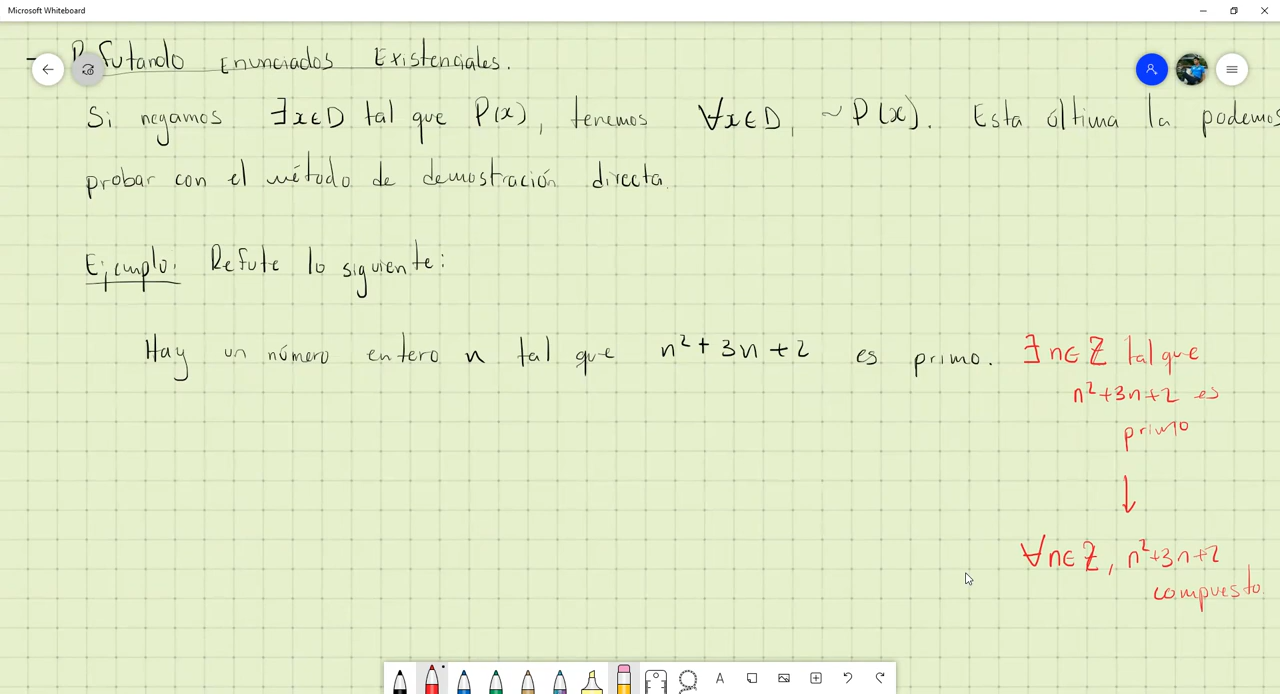 Microsoft Whiteboard
Refutando Enunciados Existenciales.
Si negamos ∃x∈D tal que P(x), tenemos ∀x∈D, ~P(x). Esta última la podemos
probar con el método de demostración directa.
Ejemplo. Refute lo siguiente:
Hay un número entero n tal que n²+3n+2 es primo.
∃n∈Z tal que
n²+3n+2 es
primo
↓
∀n∈Z, n²+3n+2
compuesto.